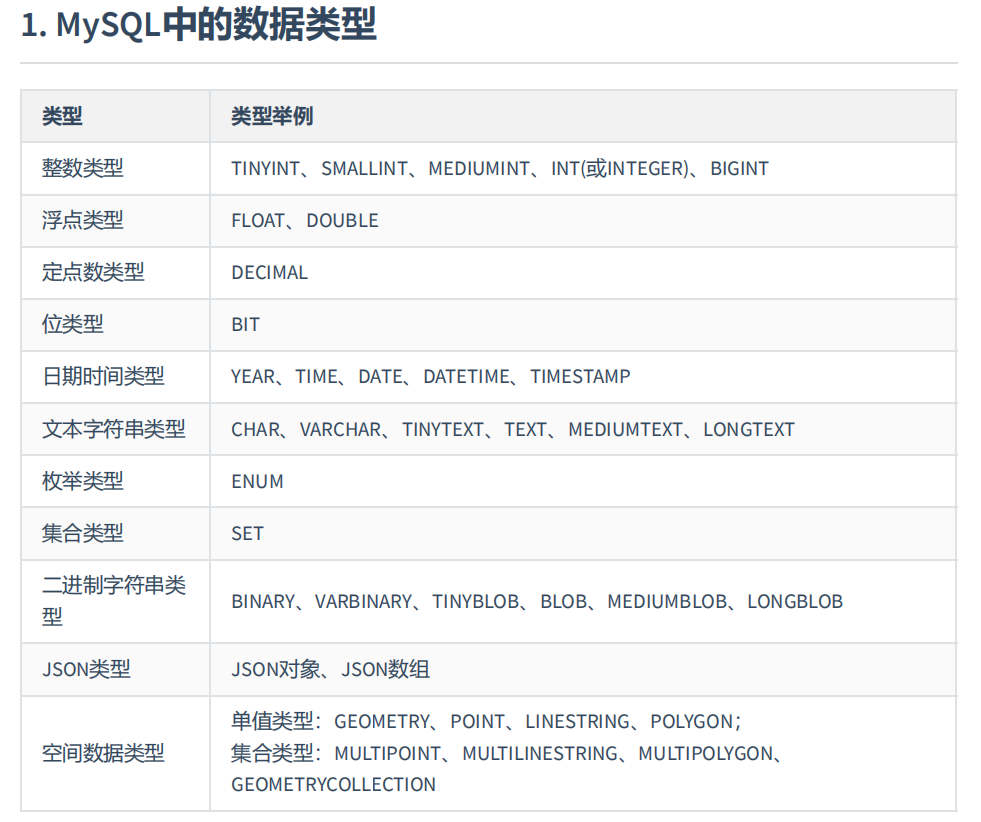 1. MySQL中的数据类型
类型 类型举例
整数类型 TINYINT、SMALLINT、MEDIUMINT、INT(或INTEGER)、BIGINT
浮点类型 FLOAT、DOUBLE
定点数类型 DECIMAL
位类型 BIT
日期时间类型 YEAR、TIME、DATE、DATETIME、TIMESTAMP
文本字符串类型 CHAR、VARCHAR、TINYTEXT、TEXT、MEDIUMTEXT、LONGTEXT
枚举类型 ENUM
集合类型 SET
二进制字符串类
型
BINARY、VARBINARY、TINYBLOB、BLOB、MEDIUMBLOB、LONGBLOB
JSON类型 JSON对象、JSON数组
空间数据类型
单值类型：GEOMETRY、POINT、LINESTRING、POLYGON；
集合类型：MULTIPOINT、MULTILINESTRING、MULTIPOLYGON、
GEOMETRYCOLLECTION